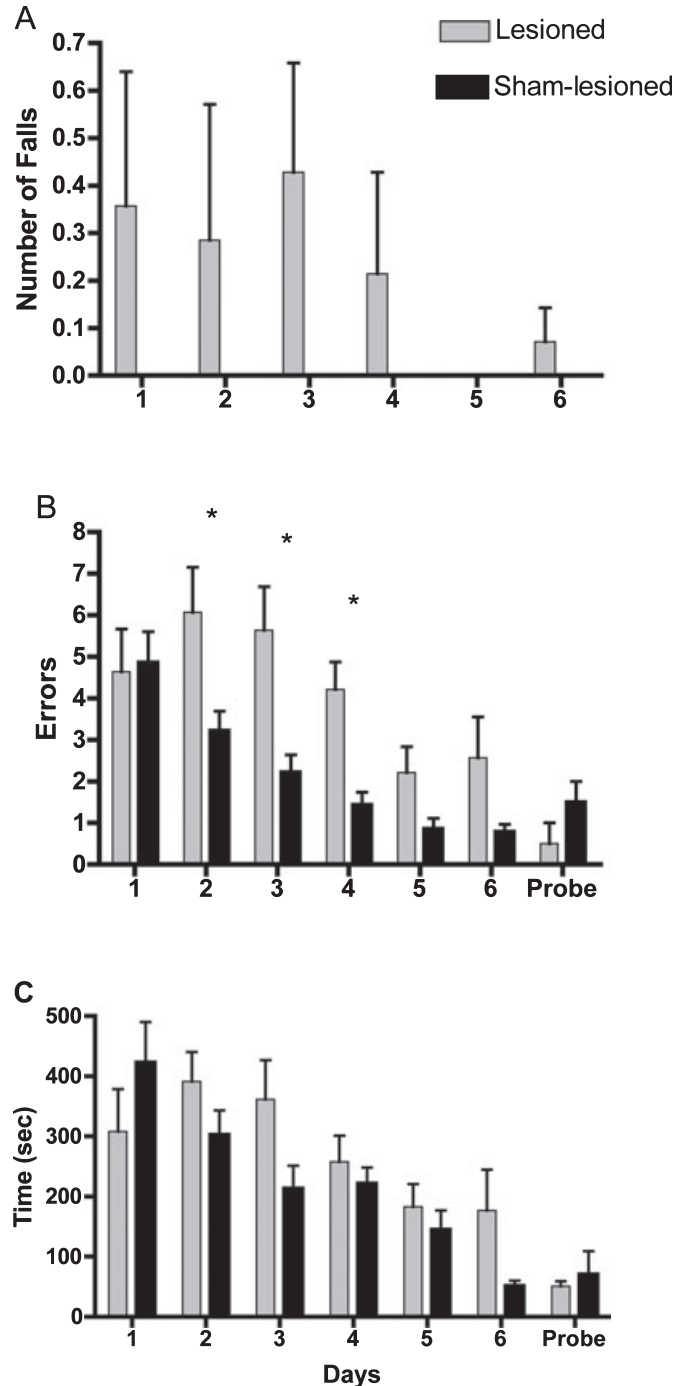 A
Lesioned
Sham-lesioned
Number of Falls
0.7
0.6
0.5
0.4
0.3
0.2
0.1
0.0
1 2 3 4 5 6
B
Errors
8
7
6
5
4
3
2
1
0
* * *
1 2 3 4 5 6 Probe
C
Time (sec)
500
400
300
200
100
0
1 2 3 4 5 6 Probe
Days